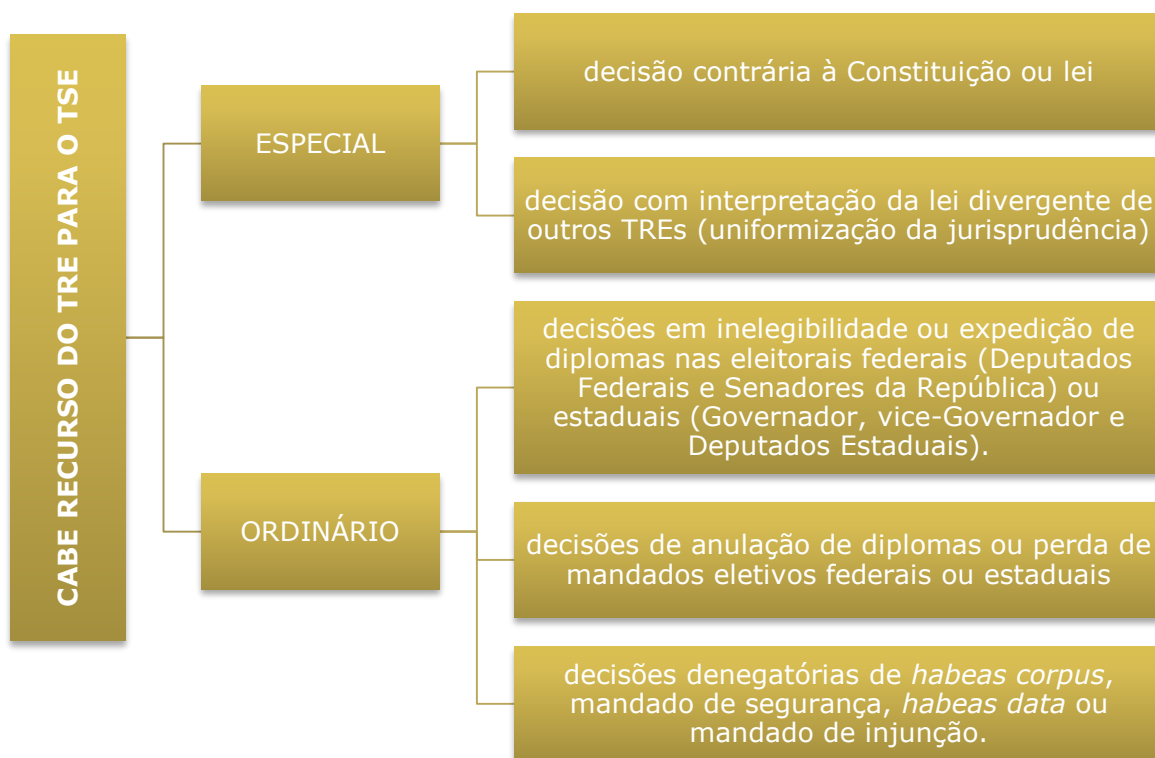 CABE RECURSO DO TRE PARA O TSE
ESPECIAL
decisão contrária à Constituição ou lei
decisão com interpretação da lei divergente de
outros TREs (uniformização da jurisprudência)
ORDINÁRIO
decisões em inelegibilidade ou expedição de
diplomas nas eleitorais federais (Deputados
Federais e Senadores da República) ou
estaduais (Governador, vice-Governador e
Deputados Estaduais).
decisões de anulação de diplomas ou perda de
mandados eletivos federais ou estaduais
decisões denegatórias de habeas corpus,
mandado de segurança, habeas data ou
mandado de injunção.